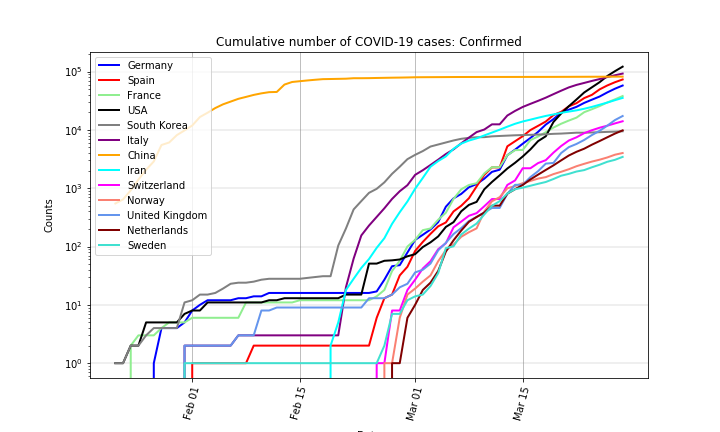 Cumulative number of COVID-19 cases: Confirmed
Counts
10⁵
10⁴
10³
10²
10¹
10⁰
Germany
Spain
France
USA
South Korea
Italy
China
Iran
Switzerland
Norway
United Kingdom
Netherlands
Sweden
Feb 01
Feb 15
Mar 01
Mar 15